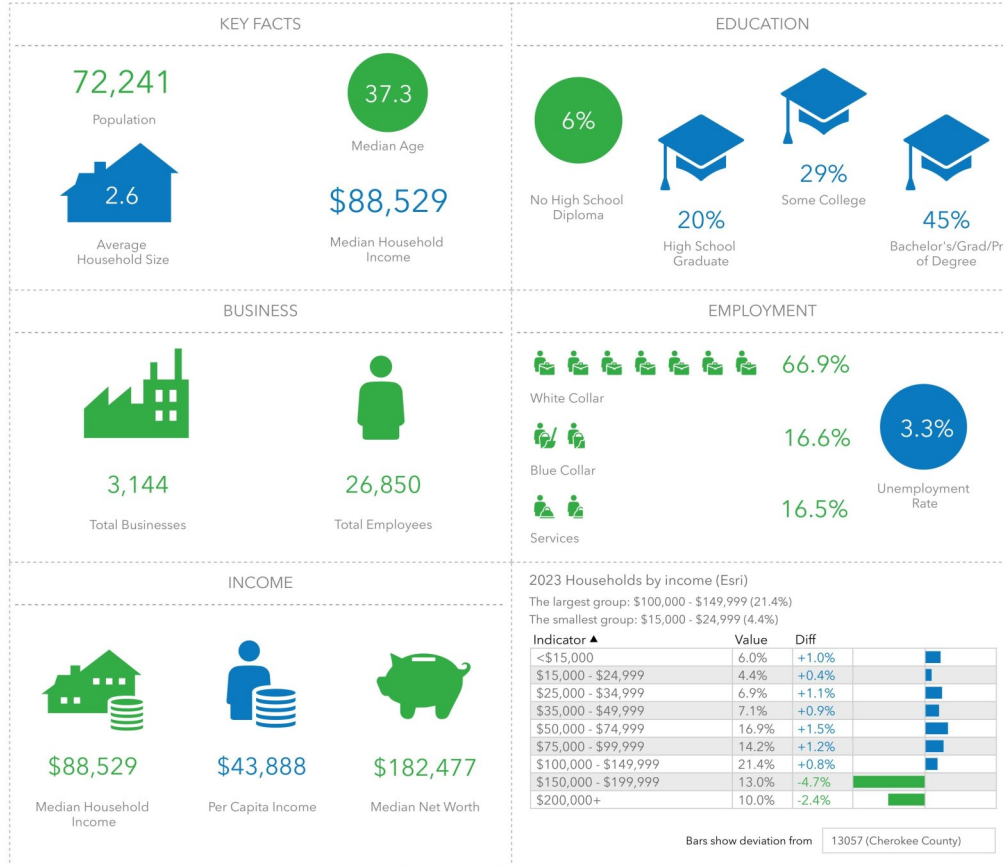 KEY FACTS
72,241
Population
37.3
Median Age
2.6
Average
Household Size
$88,529
Median Household
Income
EDUCATION
6%
No High School
Diploma
20%
High School
Graduate
29%
Some College
45%
Bachelor's/Grad/Pr
of Degree
BUSINESS
3,144
Total Businesses
26,850
Total Employees
EMPLOYMENT
66.9%
White Collar
16.6%
Blue Collar
16.5%
Services
3.3%
Unemployment
Rate
INCOME
$88,529
Median Household
Income
$43,888
Per Capita Income
$182,477
Median Net Worth
2023 Households by income (Esri)
The largest group: $100,000 - $149,999 (21.4%)
The smallest group: $15,000 - $24,999 (4.4%)
Indicator ▲ Value Diff
<$15,000 6.0% +1.0%
$15,000 - $24,999 4.4% +0.4%
$25,000 - $34,999 6.9% +1.1%
$35,000 - $49,999 7.1% +0.9%
$50,000 - $74,999 16.9% +1.5%
$75,000 - $99,999 14.2% +1.2%
$100,000 - $149,999 21.4% +0.8%
$150,000 - $199,999 13.0% -4.7%
$200,000+ 10.0% -2.4%
Bars show deviation from 13057 (Cherokee County)